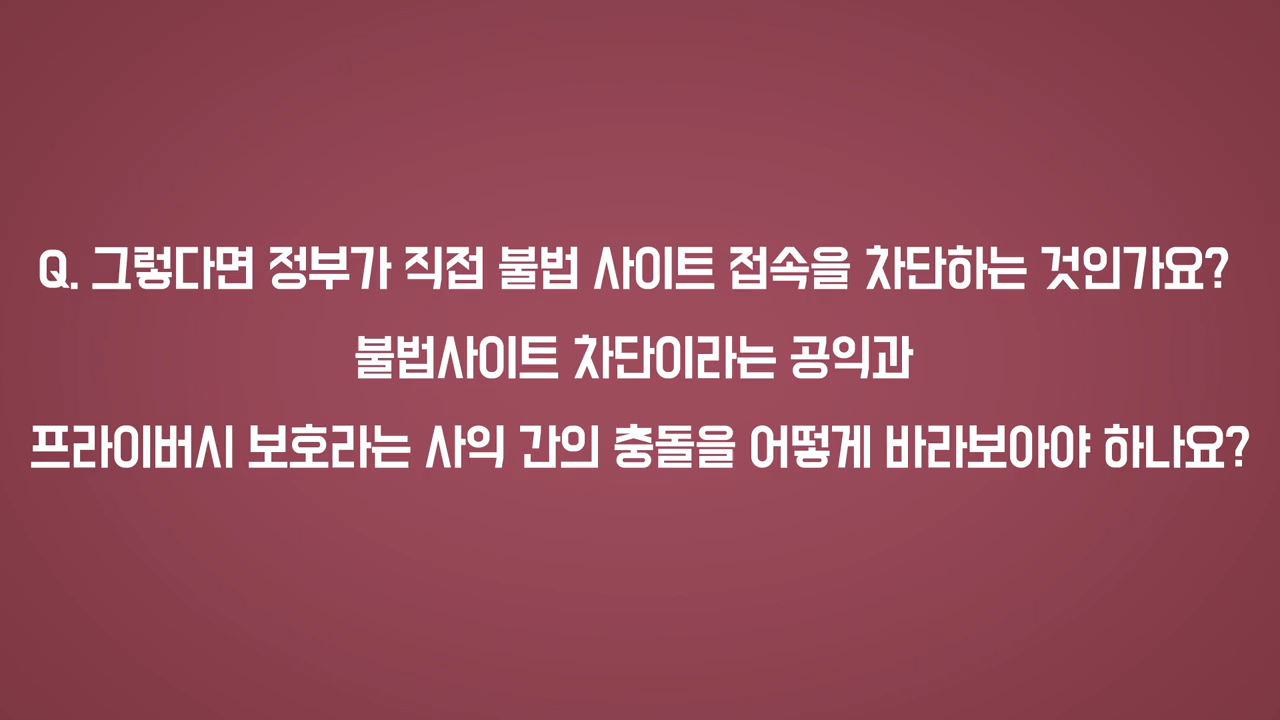 Q. 그렇다면 정부가 직접 불법 사이트 접속을 차단하는 것인가요?
불법사이트 차단이라는 공익과
프라이버시 보호라는 사익 간의 충돌을 어떻게 바라보아야 하나요?